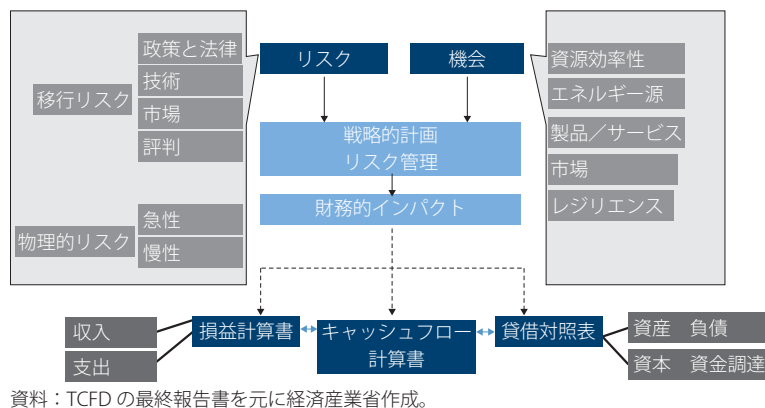 移行リスク
政策と法律
技術
市場
評判
物理的リスク
急性
慢性
リスク
機会
戦略的計画
リスク管理
財務的インパクト
資源効率性
エネルギー源
製品／サービス
市場
レジリエンス
収入
支出
損益計算書
キャッシュフロー
計算書
貸借対照表
資産　負債
資本　資金調達
資料：TCFD の最終報告書を元に経済産業省作成。